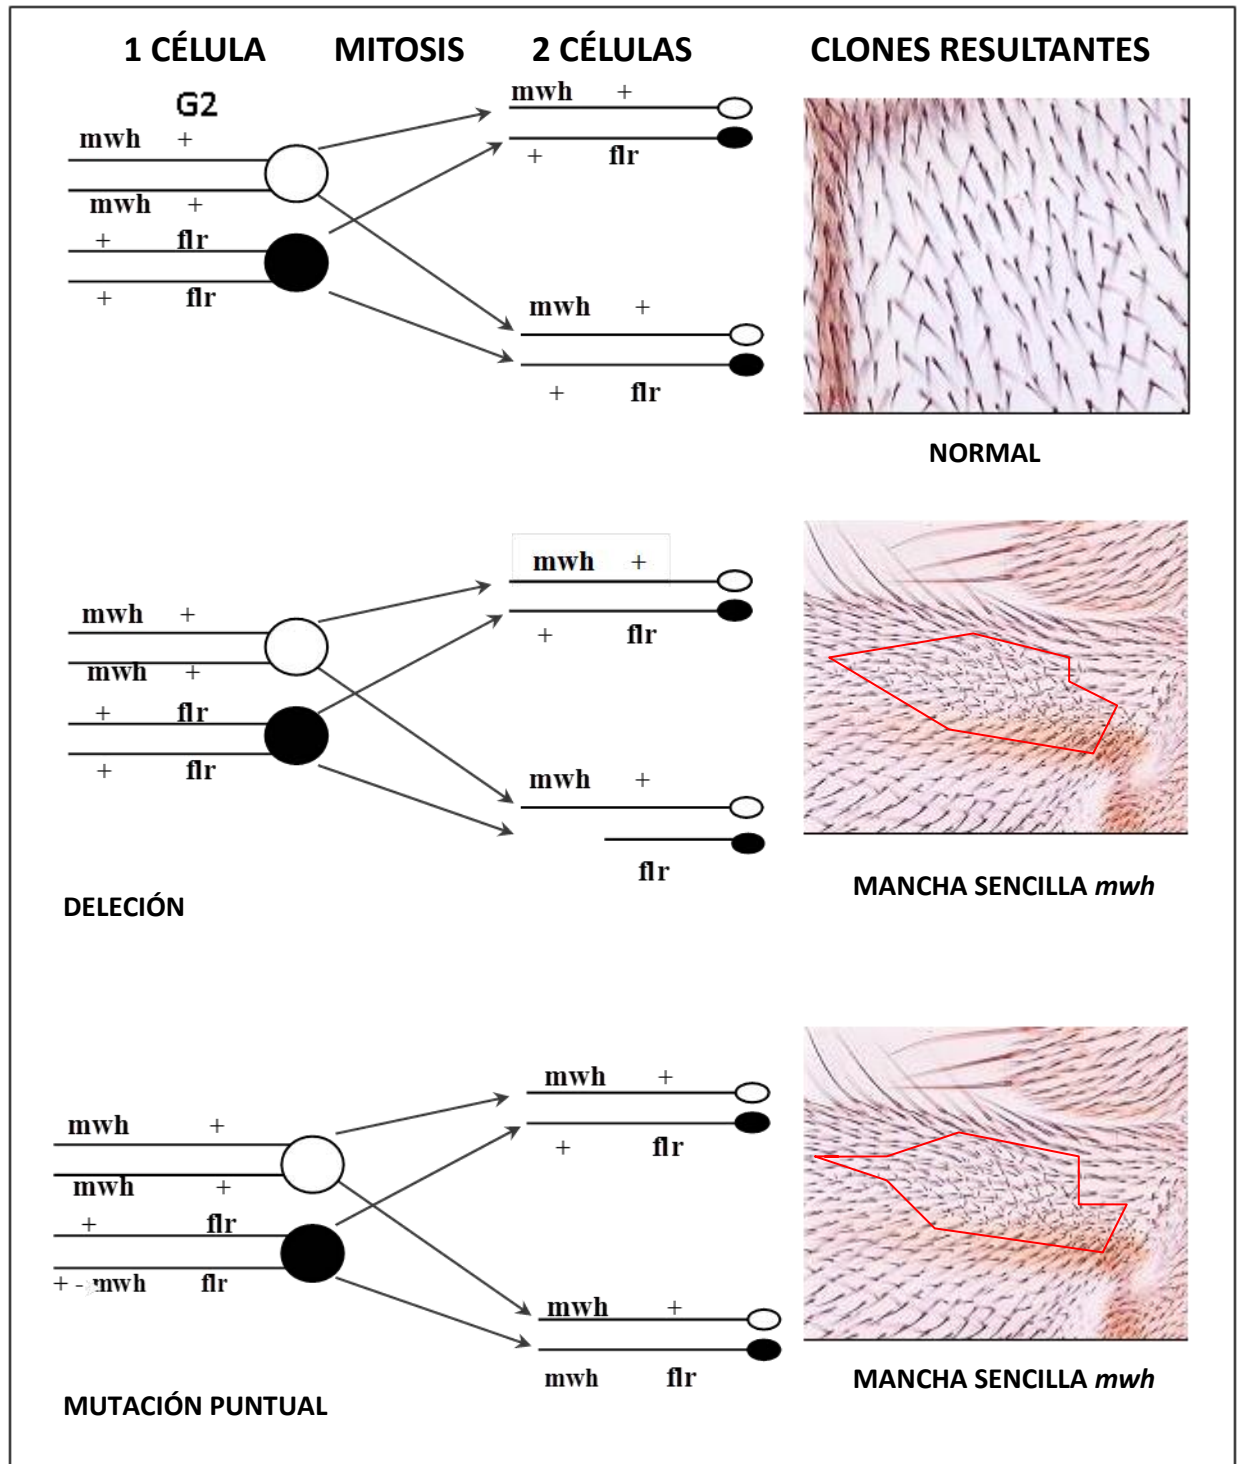 1 CÉLULA MITOSIS 2 CÉLULAS CLONES RESULTANTES
G2
mwh +
mwh +
+ flr
+ flr
mwh +
+ flr
mwh +
+ flr
NORMAL
mwh +
mwh +
+ flr
+ flr
mwh +
+ flr
mwh +
flr
DELECIÓN
MANCHA SENCILLA mwh
mwh +
mwh +
+ flr
+ - mwh flr
mwh +
+ flr
mwh +
mwh flr
MUTACIÓN PUNTUAL
MANCHA SENCILLA mwh